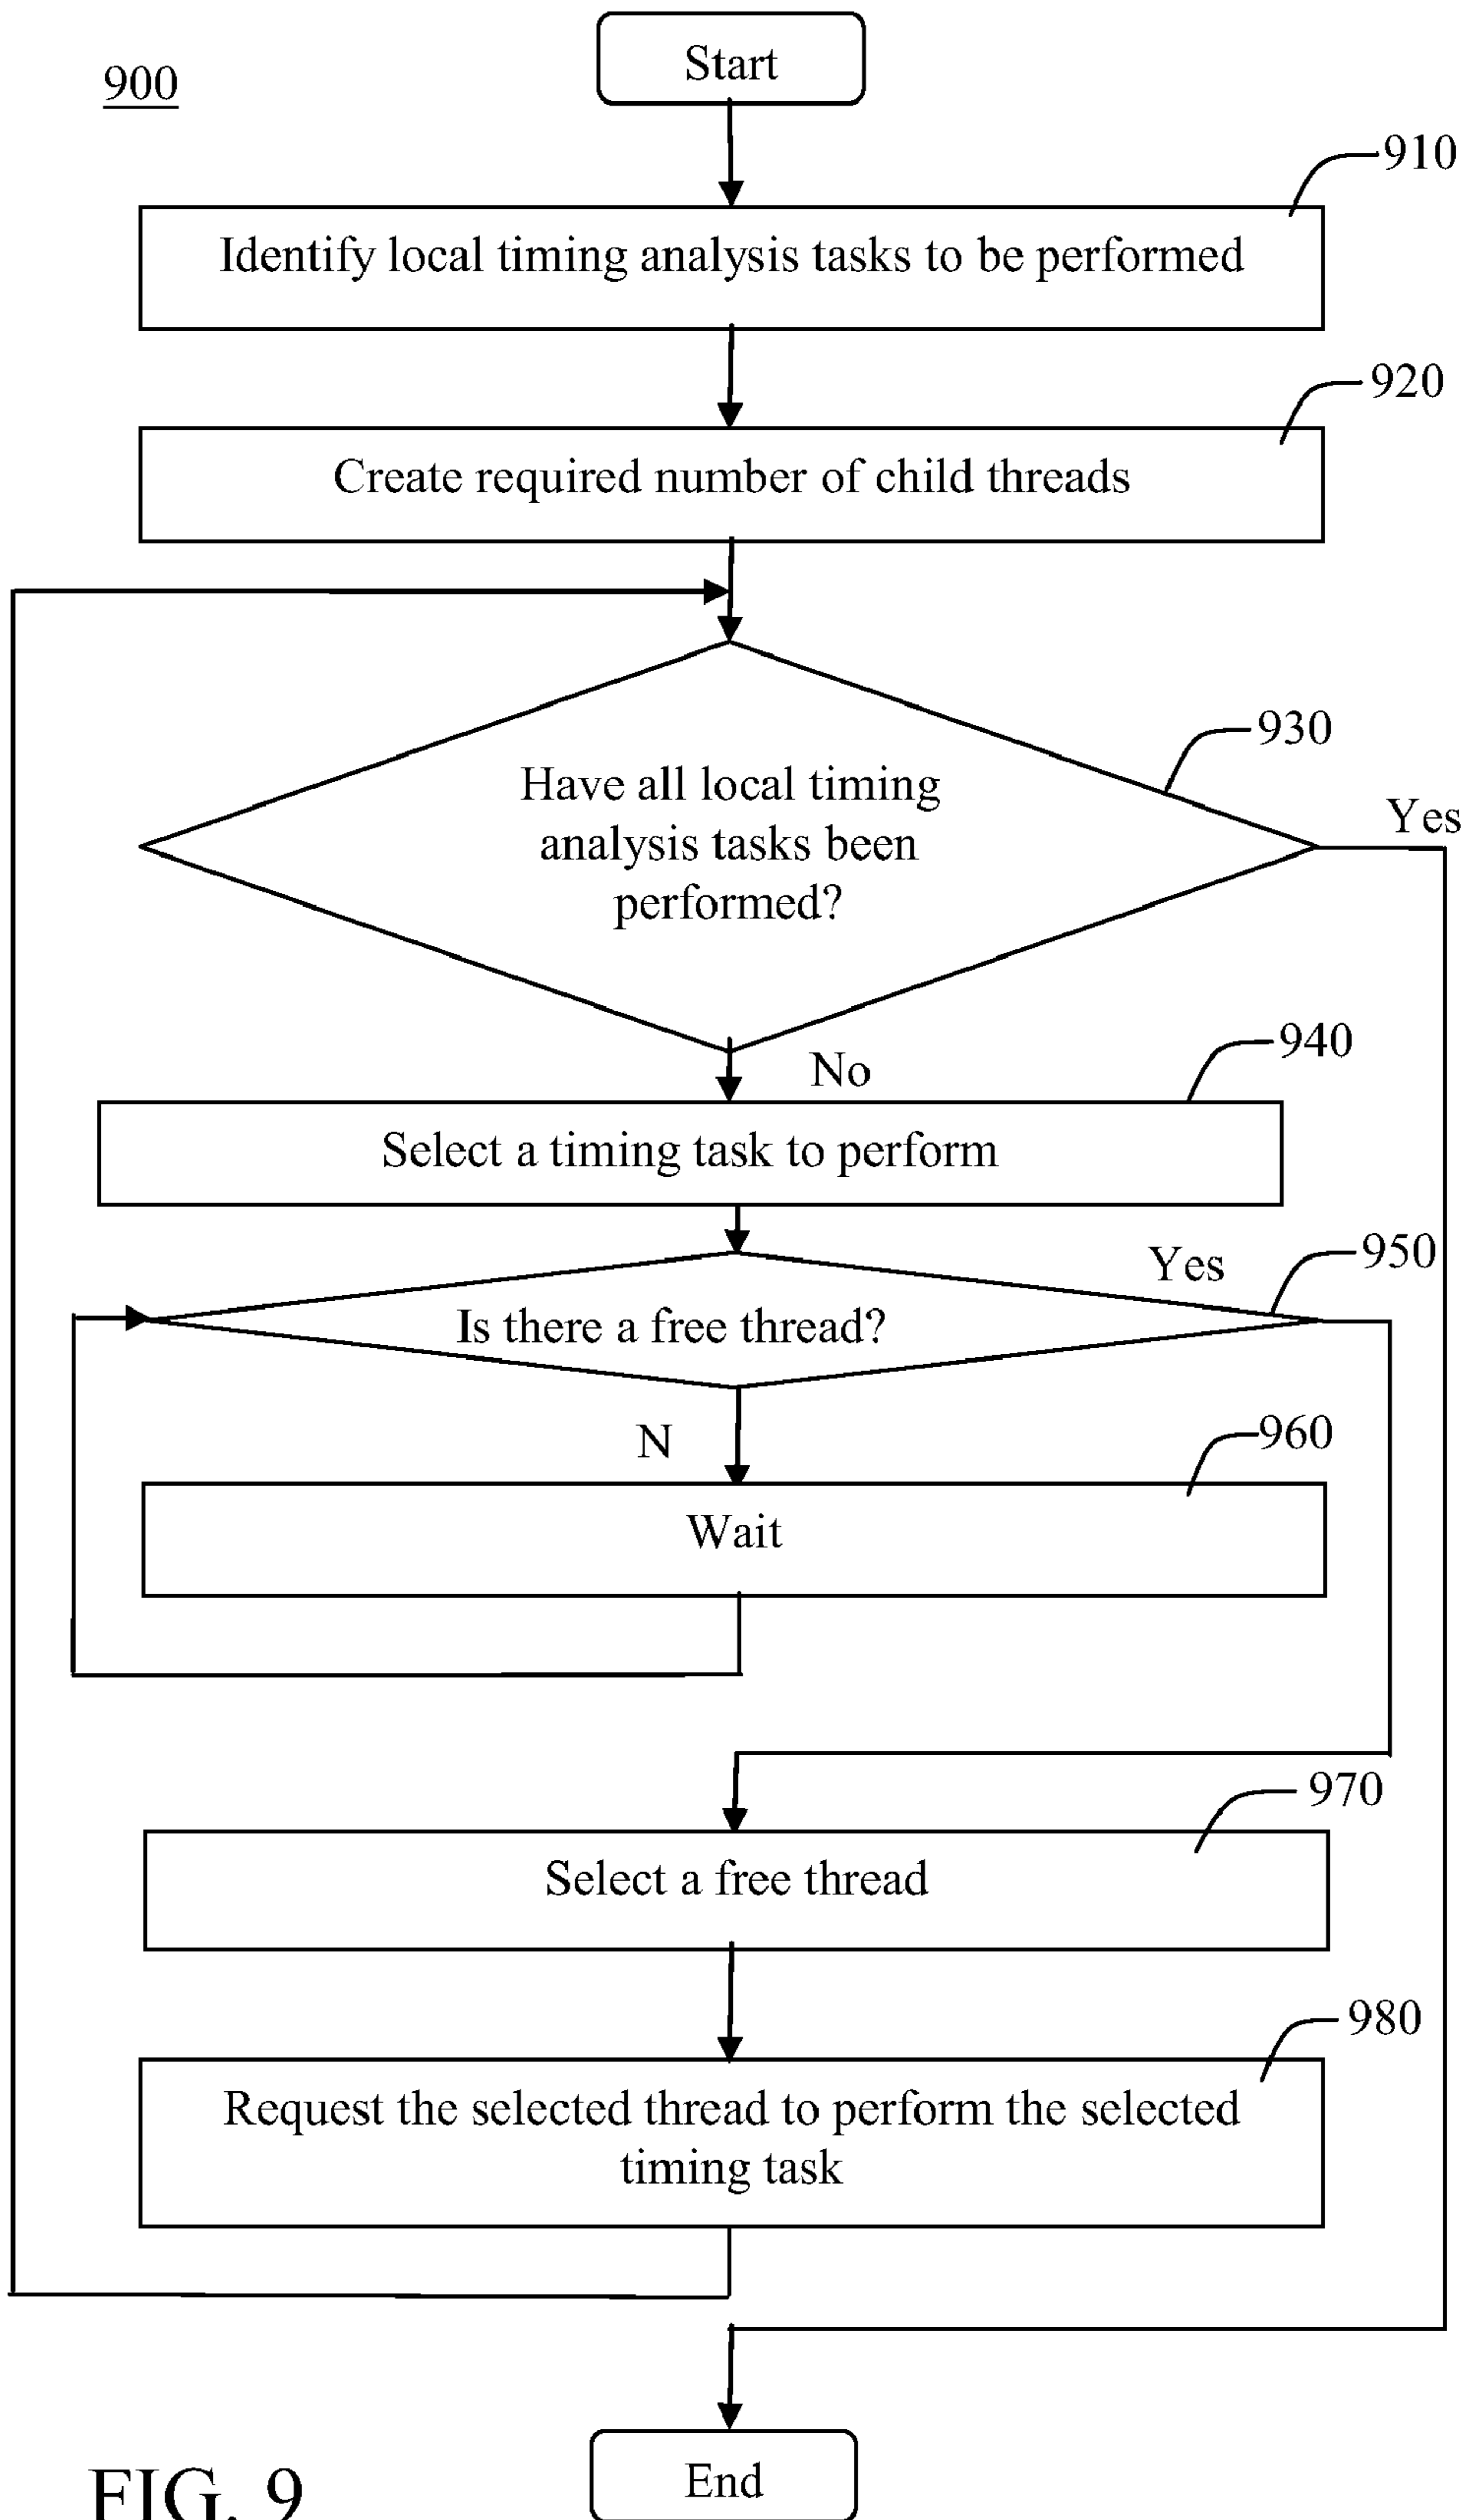 Start
900
910
Identify local timing analysis tasks to be performed
920
Create required number of child threads
930
Have all local timing
analysis tasks been
performed?
Yes
No
940
Select a timing task to perform
950
Yes
Is there a free thread?
N
960
Wait
970
Select a free thread
980
Request the selected thread to perform the selected
timing task
End
FIG. 9